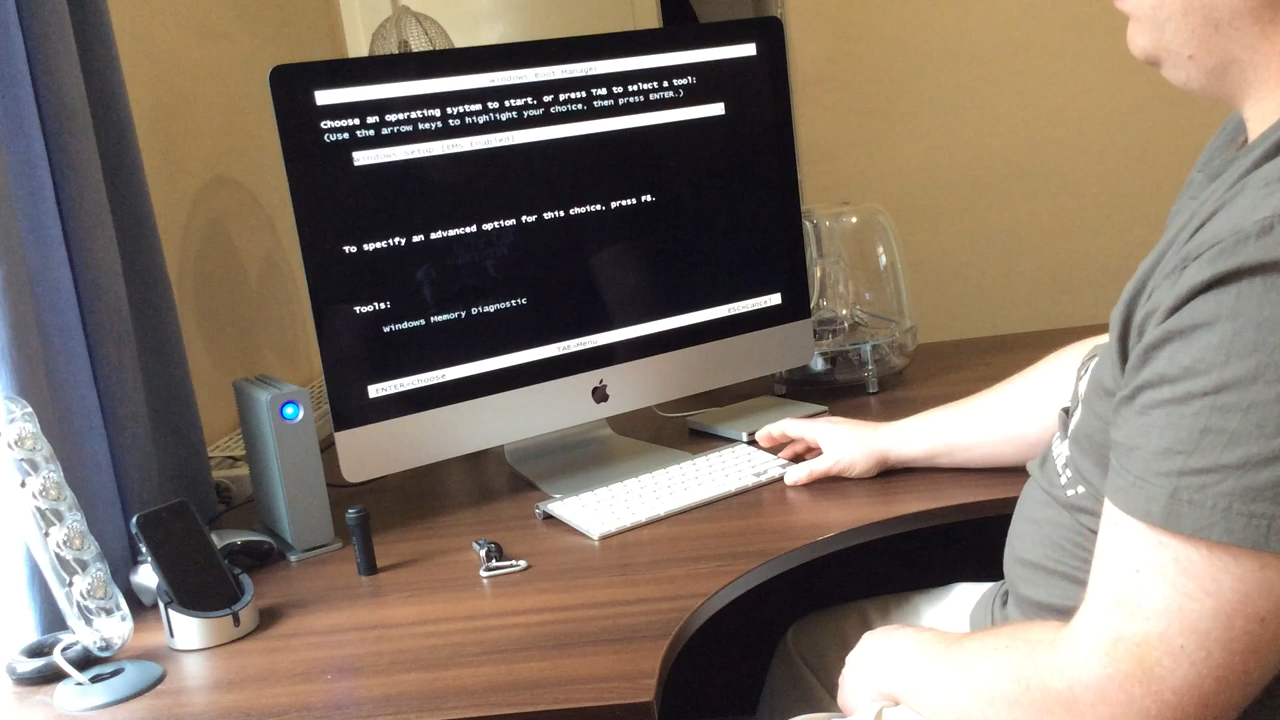 Windows Boot Manager
Choose an operating system to start, or press TAB to select a tool:
(Use the arrow keys to highlight your choice, then press ENTER.)
Windows Setup [EMS Enabled]
To specify an advanced option for this choice, press F8.
Tools:
Windows Memory Diagnostic
ENTER=Choose TAB=Menu ESC=Cancel